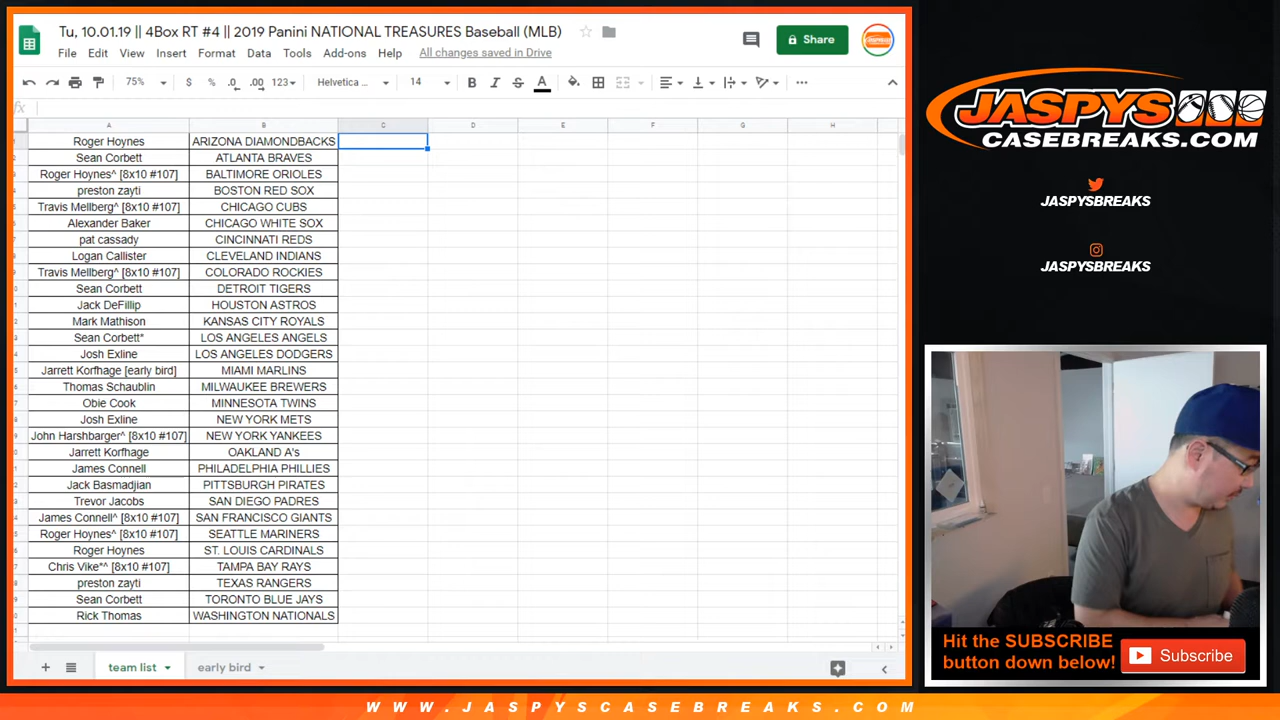 Tu, 10.01.19 || 4Box RT #4 || 2019 Panini NATIONAL TREASURES Baseball (MLB)
File Edit View Insert Format Data Tools Add-ons Help All changes saved in Drive
Share
75% $ % .0 .00 123 Helvetica ... 14 B I S A
fx
A B C D E F G H
Roger Hoynes ARIZONA DIAMONDBACKS
Sean Corbett ATLANTA BRAVES
Roger Hoynes^ [8x10 #107] BALTIMORE ORIOLES
preston zayti BOSTON RED SOX
Travis Mellberg^ [8x10 #107] CHICAGO CUBS
Alexander Baker CHICAGO WHITE SOX
pat cassady CINCINNATI REDS
Logan Callister CLEVELAND INDIANS
Travis Mellberg^ [8x10 #107] COLORADO ROCKIES
Sean Corbett DETROIT TIGERS
Jack DeFillip HOUSTON ASTROS
Mark Mathison KANSAS CITY ROYALS
Sean Corbett* LOS ANGELES ANGELS
Josh Exline LOS ANGELES DODGERS
Jarrett Korfhage [early bird] MIAMI MARLINS
Thomas Schaublin MILWAUKEE BREWERS
Obie Cook MINNESOTA TWINS
Josh Exline NEW YORK METS
John Harshbarger^ [8x10 #107] NEW YORK YANKEES
Jarrett Korfhage OAKLAND A's
James Connell PHILADELPHIA PHILLIES
Jack Basmadjian PITTSBURGH PIRATES
Trevor Jacobs SAN DIEGO PADRES
James Connell^ [8x10 #107] SAN FRANCISCO GIANTS
Roger Hoynes^ [8x10 #107] SEATTLE MARINERS
Roger Hoynes ST. LOUIS CARDINALS
Chris Vike*^ [8x10 #107] TAMPA BAY RAYS
preston zayti TEXAS RANGERS
Sean Corbett TORONTO BLUE JAYS
Rick Thomas WASHINGTON NATIONALS
team list early bird
JASPYS
CASEBREAKS.COM
JASPYSBREAKS
JASPYSBREAKS
Hit the SUBSCRIBE
button down below!
Subscribe
WWW.JASPYSCASEBREAKS.COM